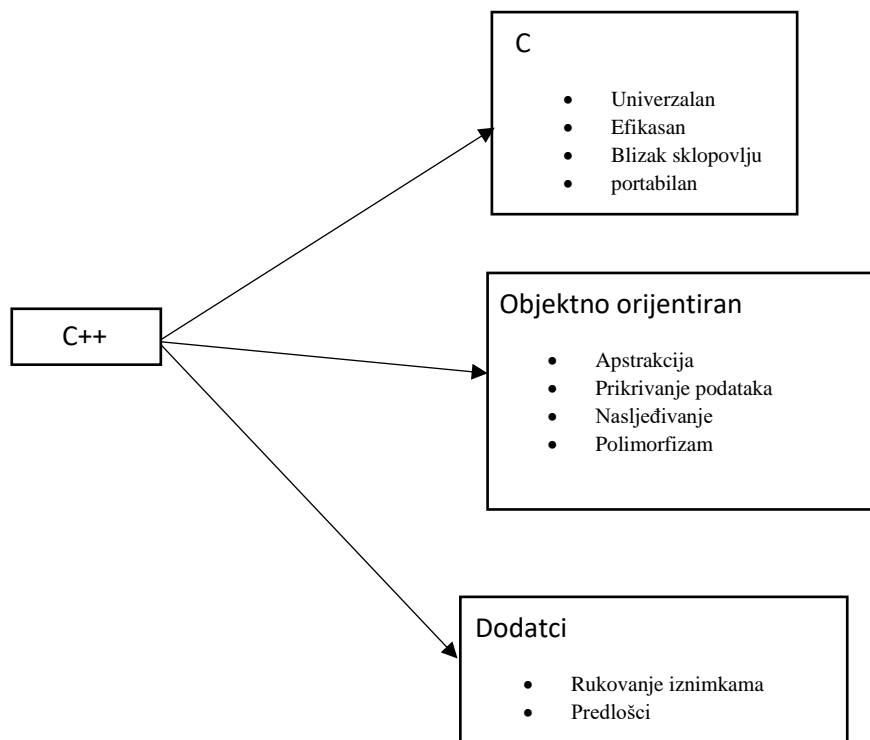 C
• Univerzalan
• Efikasan
• Blizak sklopovlju
• portabilan
C++
Objektno orijentiran
• Apstrakcija
• Prikrivanje podataka
• Nasljeđivanje
• Polimorfizam
Dodatci
• Rukovanje iznimkama
• Predlošci